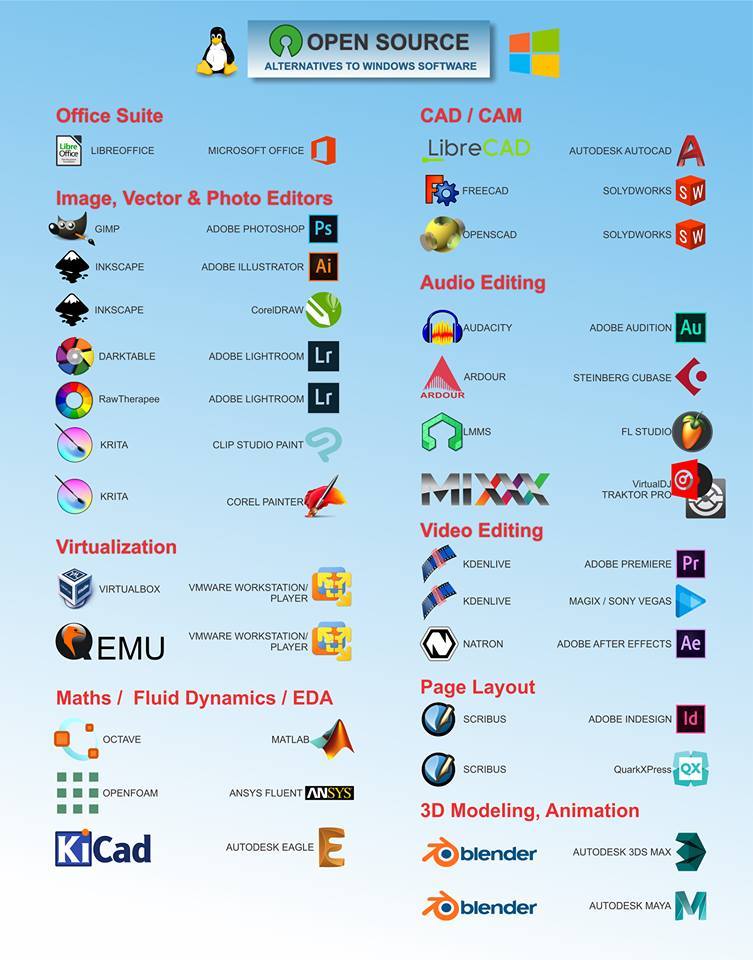 OPEN SOURCE
ALTERNATIVES TO WINDOWS SOFTWARE
Office Suite
Libre Office LIBREOFFICE MICROSOFT OFFICE
Image, Vector & Photo Editors
GIMP ADOBE PHOTOSHOP Ps
INKSCAPE ADOBE ILLUSTRATOR Ai
INKSCAPE CorelDRAW
DARKTABLE ADOBE LIGHTROOM Lr
RawTherapee ADOBE LIGHTROOM Lr
KRITA CLIP STUDIO PAINT
KRITA COREL PAINTER
Virtualization
VIRTUALBOX VMWARE WORKSTATION/
PLAYER
QEMU VMWARE WORKSTATION/
PLAYER
Maths / Fluid Dynamics / EDA
OCTAVE MATLAB
OPENFOAM ANSYS FLUENT ANSYS
KiCad AUTODESK EAGLE E
CAD / CAM
LibreCAD AUTODESK AUTOCAD A
FREECAD SOLYDWORKS SW
OPENSCAD SOLYDWORKS SW
Audio Editing
AUDACITY ADOBE AUDITION Au
ARDOUR ARDOUR STEINBERG CUBASE
LMMS FL STUDIO
MIXXX VirtualDJ
TRAKTOR PRO
Video Editing
KDENLIVE ADOBE PREMIERE Pr
KDENLIVE MAGIX / SONY VEGAS
N NATRON ADOBE AFTER EFFECTS Ae
Page Layout
SCRIBUS ADOBE INDESIGN Id
SCRIBUS QuarkXPress QX
3D Modeling, Animation
blender AUTODESK 3DS MAX
blender AUTODESK MAYA M